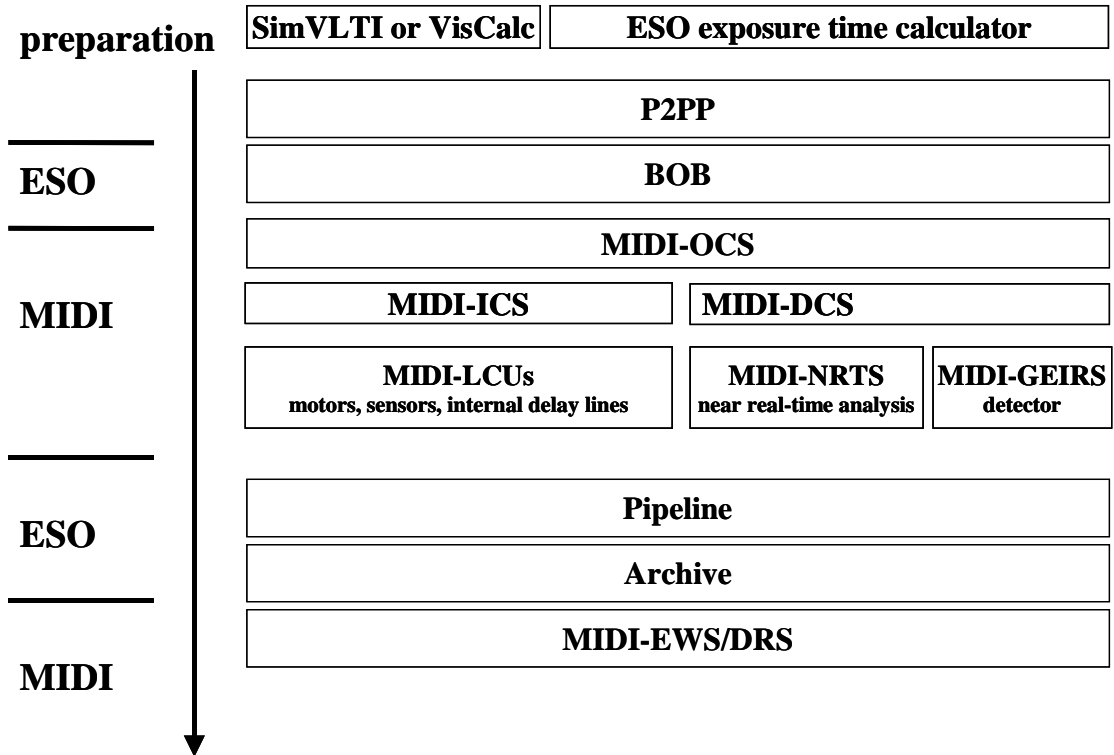 preparation
SimVLTI or VisCalc
ESO exposure time calculator
P2PP
ESO
BOB
MIDI
MIDI-OCS
MIDI-ICS
MIDI-DCS
MIDI-LCUs
motors, sensors, internal delay lines
MIDI-NRTS
near real-time analysis
MIDI-GEIRS
detector
ESO
Pipeline
Archive
MIDI
MIDI-EWS/DRS